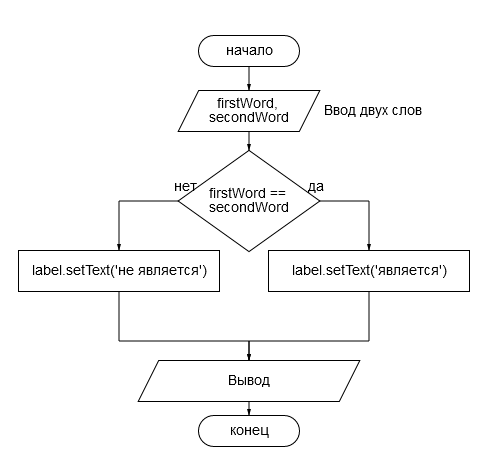 начало
firstWord,
secondWord
Ввод двух слов
нет
да
firstWord ==
secondWord
label.setText('не является')
label.setText('является')
Вывод
конец